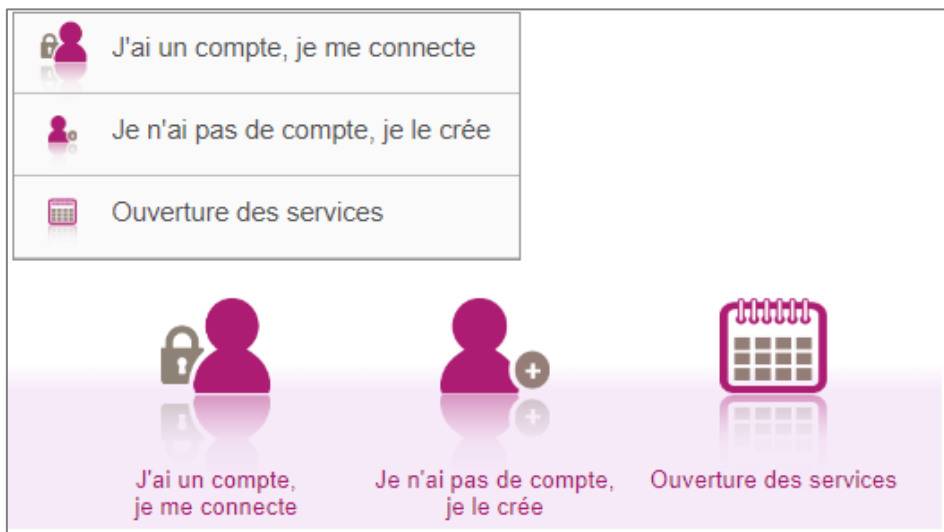 J'ai un compte, je me connecte
Je n'ai pas de compte, je le crée
Ouverture des services
J'ai un compte,
je me connecte
Je n'ai pas de compte,
je le crée
Ouverture des services